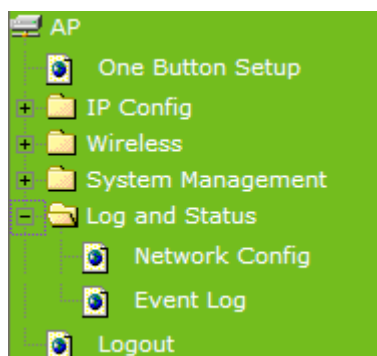 AP
One Button Setup
IP Config
Wireless
System Management
Log and Status
Network Config
Event Log
Logout